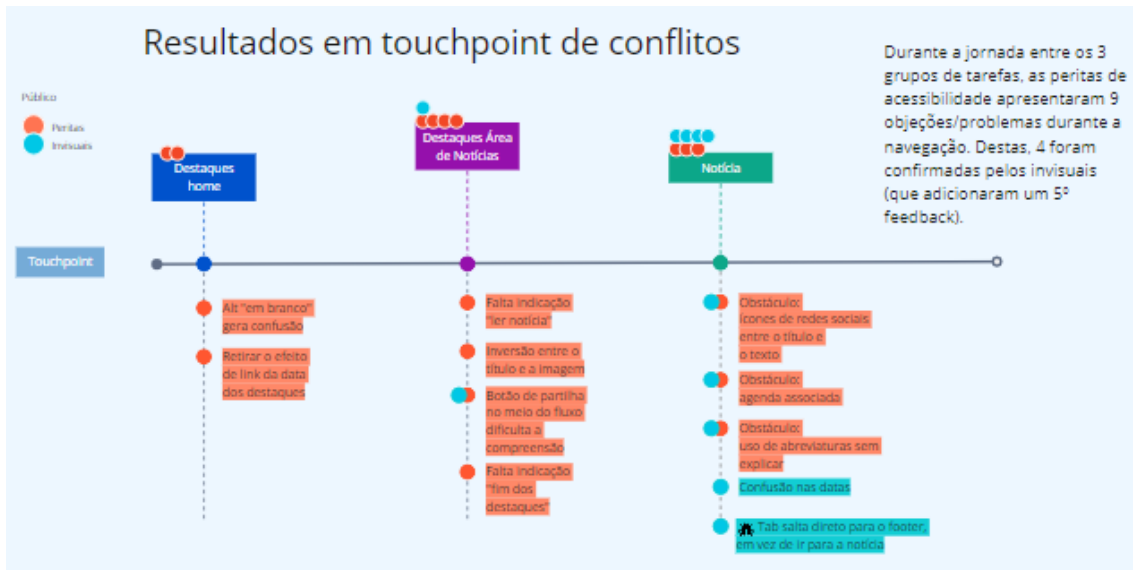 Resultados em touchpoint de conflitos
Durante a jornada entre os 3
grupos de tarefas, as peritas de
acessibilidade apresentaram 9
objeções/problemas durante a
navegação. Destas, 4 foram
confirmadas pelos invisuais
(que adicionaram um 5º
feedback).
Público
Peritas
Invisuais
Destaques
home
Destaques Área
de Notícias
Notícia
Touchpoint
Alt "em branco"
gera confusão
Retirar o efeito
de link da data
dos destaques
Falta indicação
"ler notícia"
Inversão entre o
título e a imagem
Botão de partilha
no meio do fluxo
dificulta a
compreensão
Falta indicação
"fim dos
destaques"
Obstáculo:
ícones de redes sociais
entre o título e
o texto
Obstáculo:
agenda associada
Obstáculo:
uso de abreviaturas sem
explicar
Confusão nas datas
Tab salta direto para o footer,
em vez de ir para a notícia